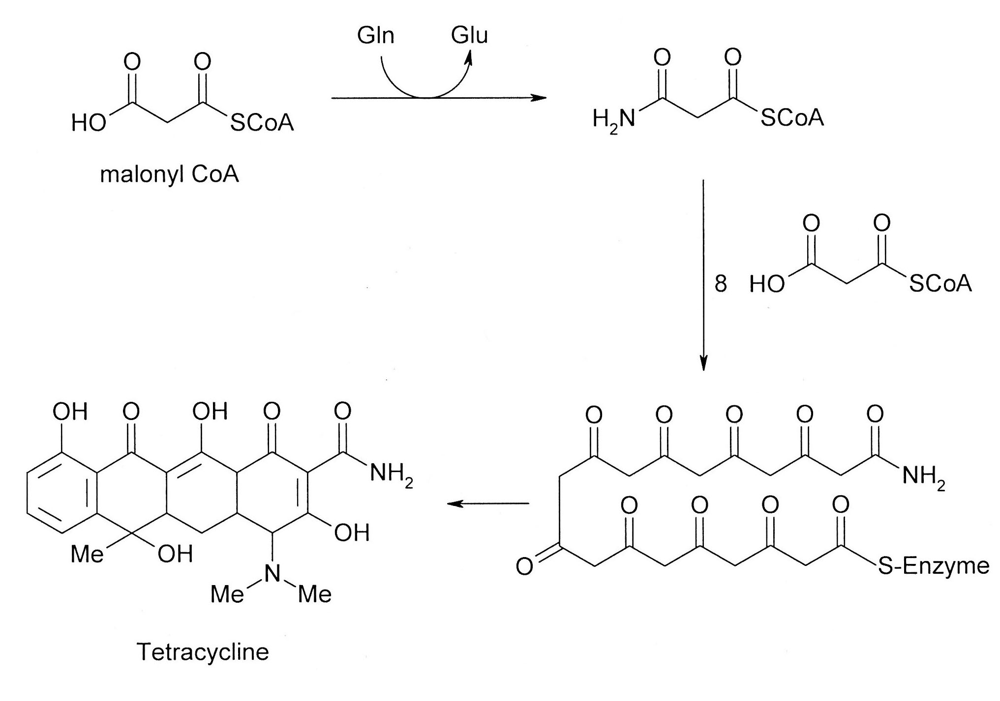 Gln Glu
O O O O
HO SCoA H2N SCoA
malonyl CoA
O O
8 HO SCoA
OH O OH O O O O O O O
NH2 NH2
O O O O
OH
Me OH O S-Enzyme
N
Me Me
Tetracycline